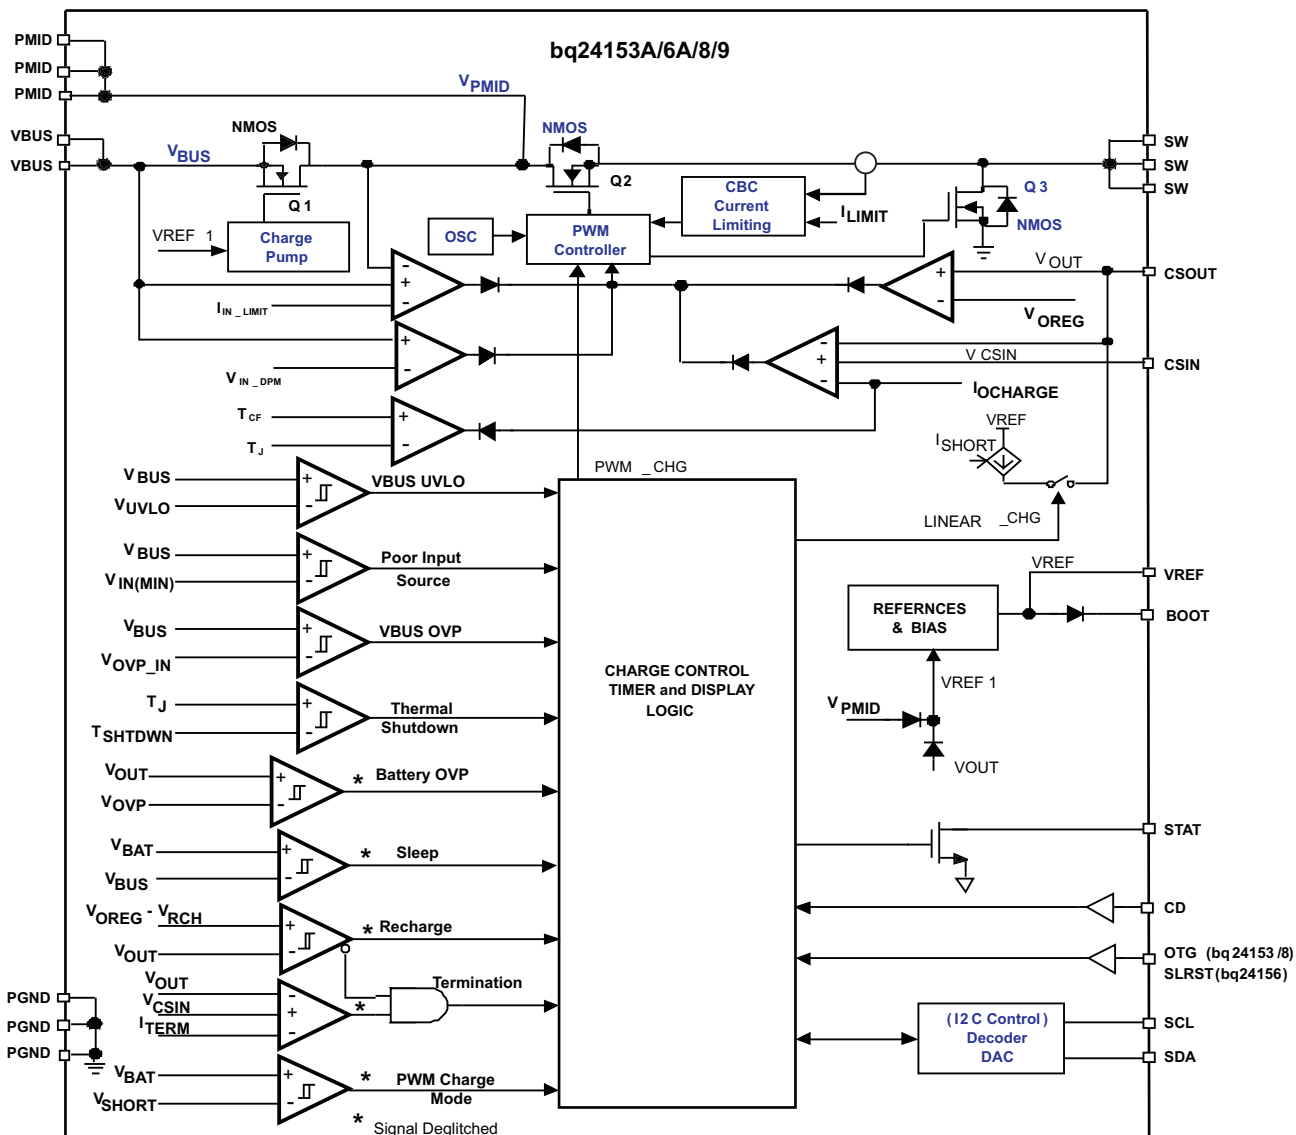 bq24153A/6A/8/9
PMID
PMID
PMID
VBUS
VBUS
VPMID
VBUS
NMOS
Q1
NMOS
Q2
SW
SW
SW
Q3
NMOS
CBC
Current
Limiting
ILIMIT
VREF 1
Charge
Pump
OSC
PWM
Controller
-
+
-
IIN_LIMIT
+
-
VOUT
CSOUT
VOREG
+
-
VIN_DPM
-
+
-
V CSIN
CSIN
IOCHARGE
TCF
TJ
+
-
VREF
ISHORT
PWM _CHG
LINEAR _CHG
VBUS
VUVLO
+
-
VBUS UVLO
VBUS
VIN(MIN)
+
-
Poor Input
Source
VREF
VREF
BOOT
REFERNCES
& BIAS
VBUS
VOVP_IN
+
-
VBUS OVP
CHARGE CONTROL
TIMER and DISPLAY
LOGIC
VREF 1
VPMID
VOUT
TJ
TSHTDWN
+
-
Thermal
Shutdown
VOUT
VOVP
+
-
* Battery OVP
VBAT
VBUS
+
-
* Sleep
STAT
CD
VOREG - VRCH
VOUT
+
-
* Recharge
OTG (bq24153/8)
SLRST(bq24156)
VOUT
VCSIN
ITERM
-
+
-
*
Termination
PGND
PGND
PGND
(I2C Control)
Decoder
DAC
SCL
SDA
VBAT
VSHORT
+
-
*
PWM Charge
Mode
* Signal Deglitched